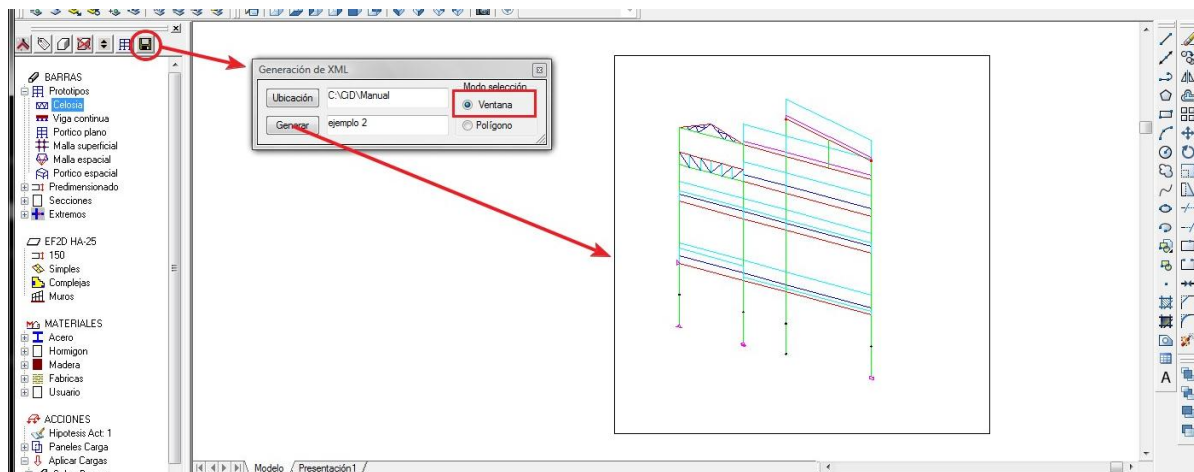 Generación de XML
Modo selección
Ubicación
C:\CiD\Manual
Ventana
Generar
ejemplo 2
Polígono
BARRAS
Prototipos
Celosia
Viga continua
Portico plano
Malla superficial
Malla espacial
Portico espacial
Predimensionado
Secciones
Extremos
EF2D HA-25
150
Simples
Complejas
Muros
MATERIALES
Acero
Hormigon
Madera
Fabricas
Usuario
ACCIONES
Hipotesis Act: 1
Paneles Carga
Aplicar Cargas
Modelo
Presentación1